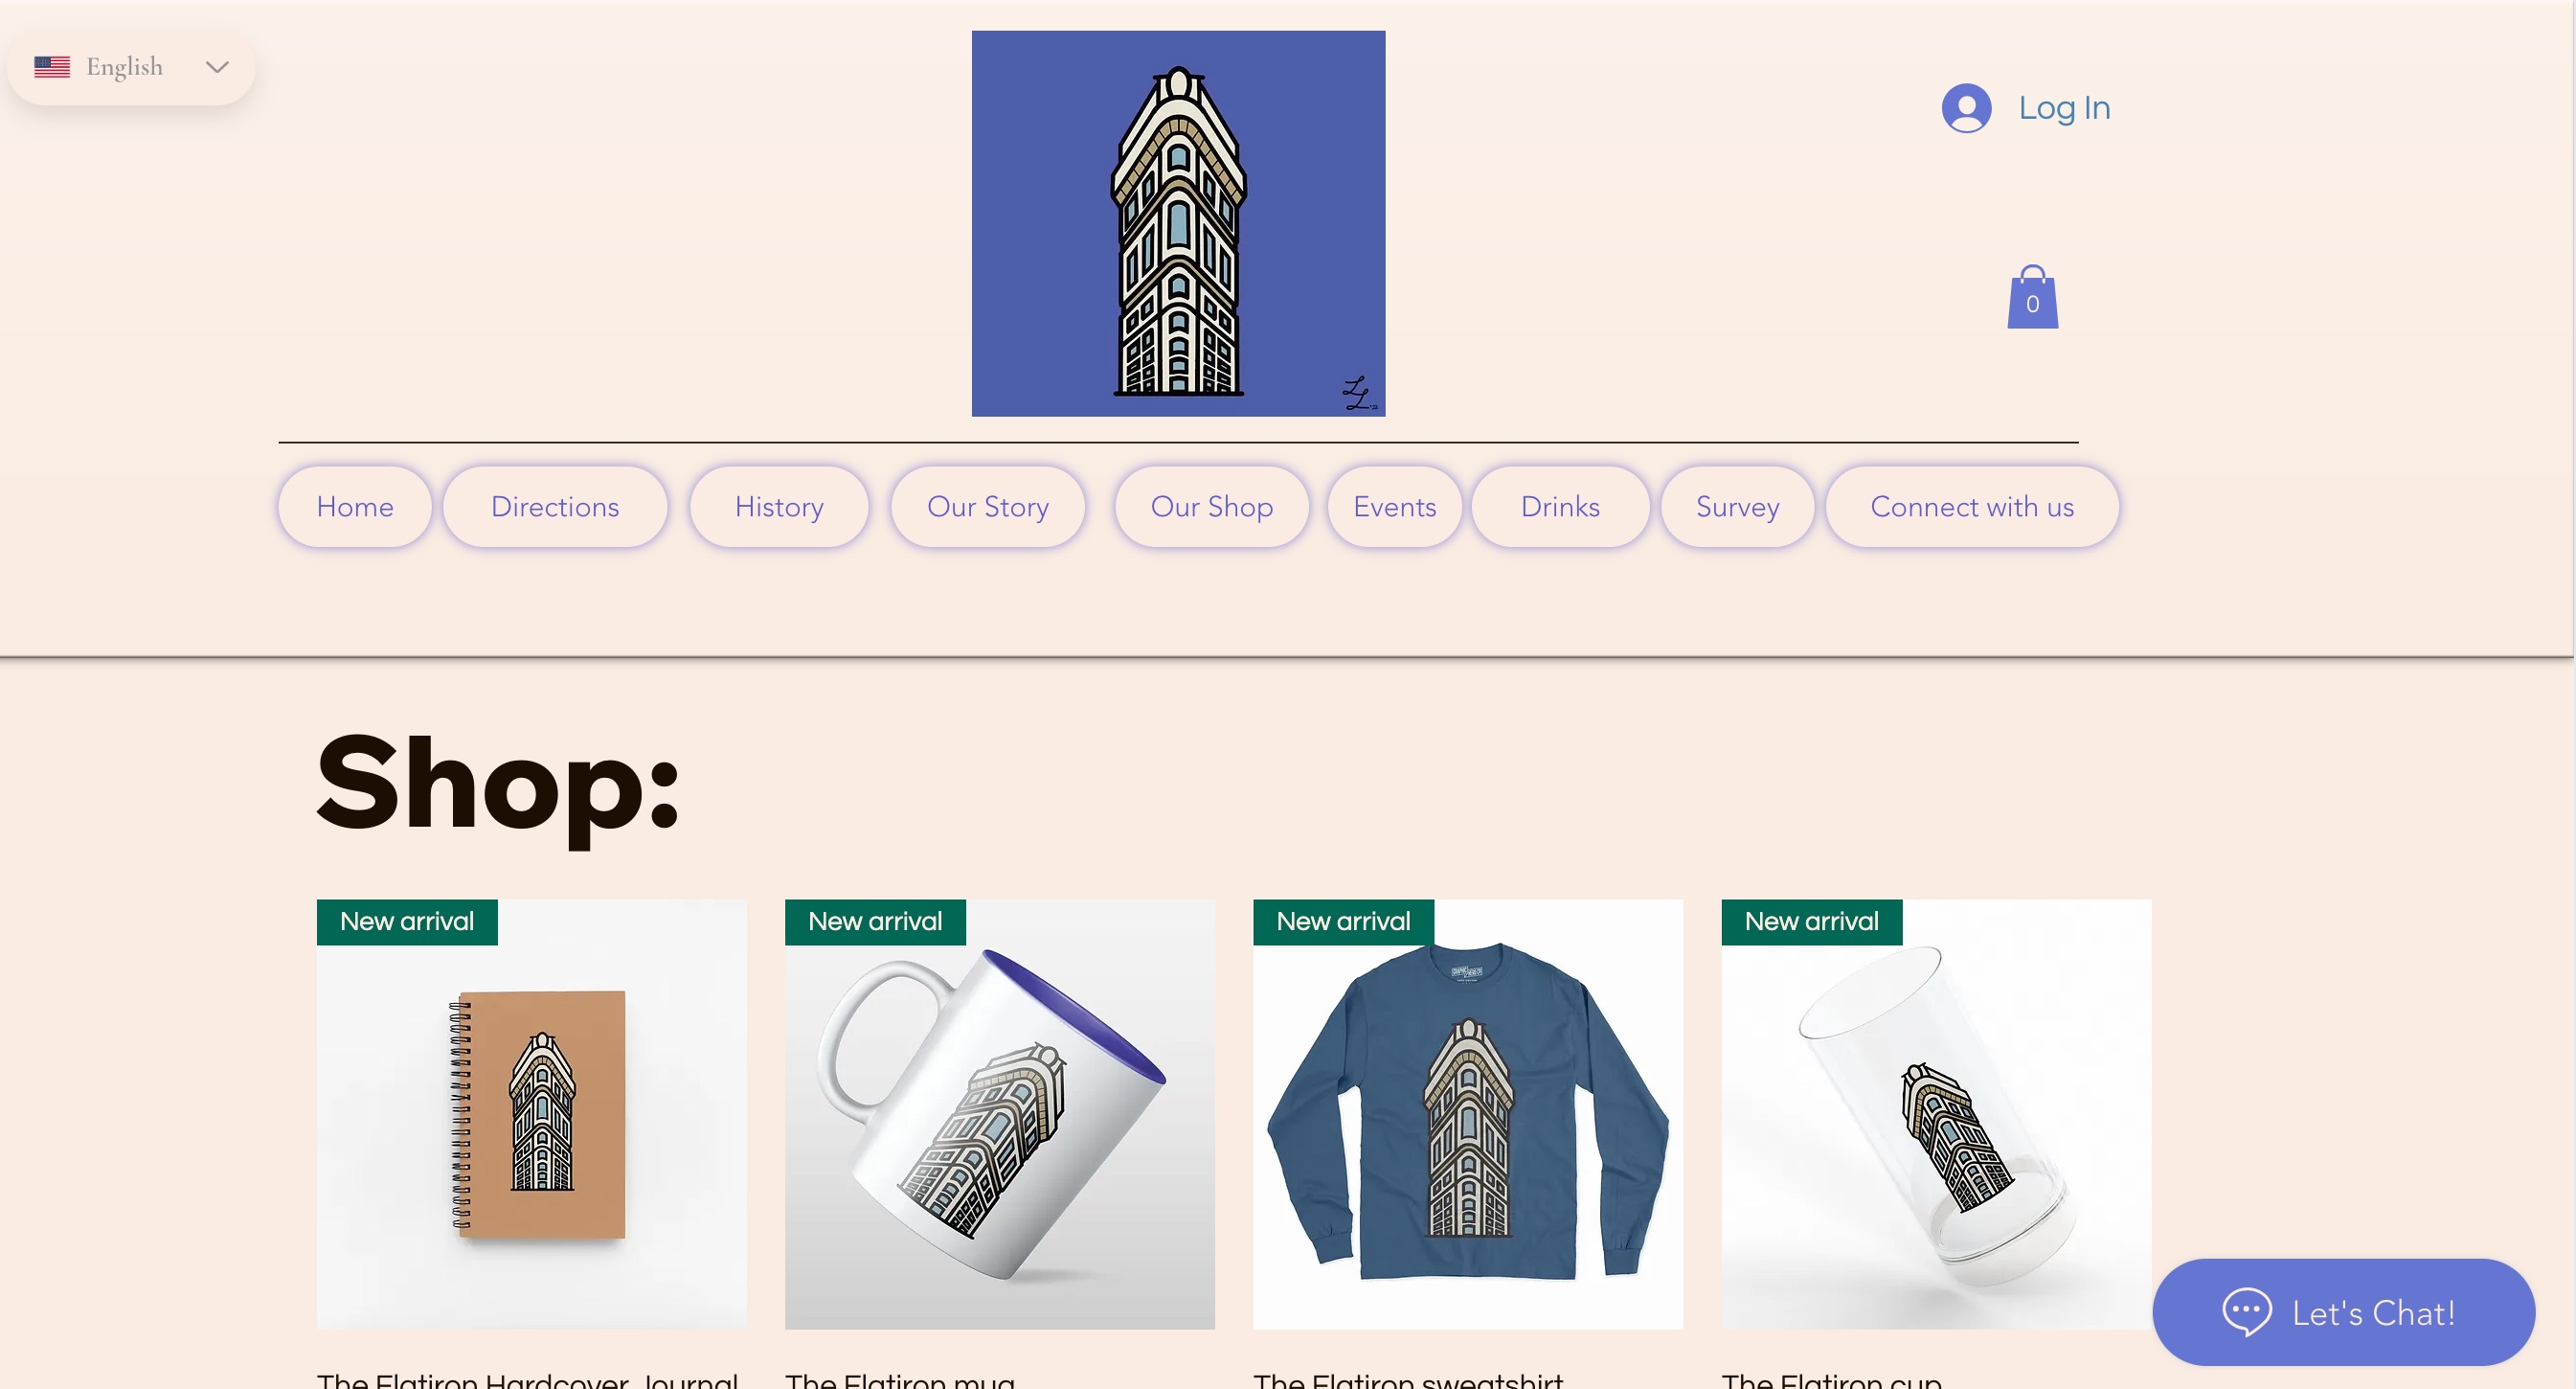 English
Log In
0
Home
Directions
History
Our Story
Our Shop
Events
Drinks
Survey
Connect with us
Shop:
New arrival
New arrival
New arrival
New arrival
The Flatiron Hardcover Journal
The Flatiron mug
The Flatiron sweatshirt
The Flatiron cup
Let's Chat!